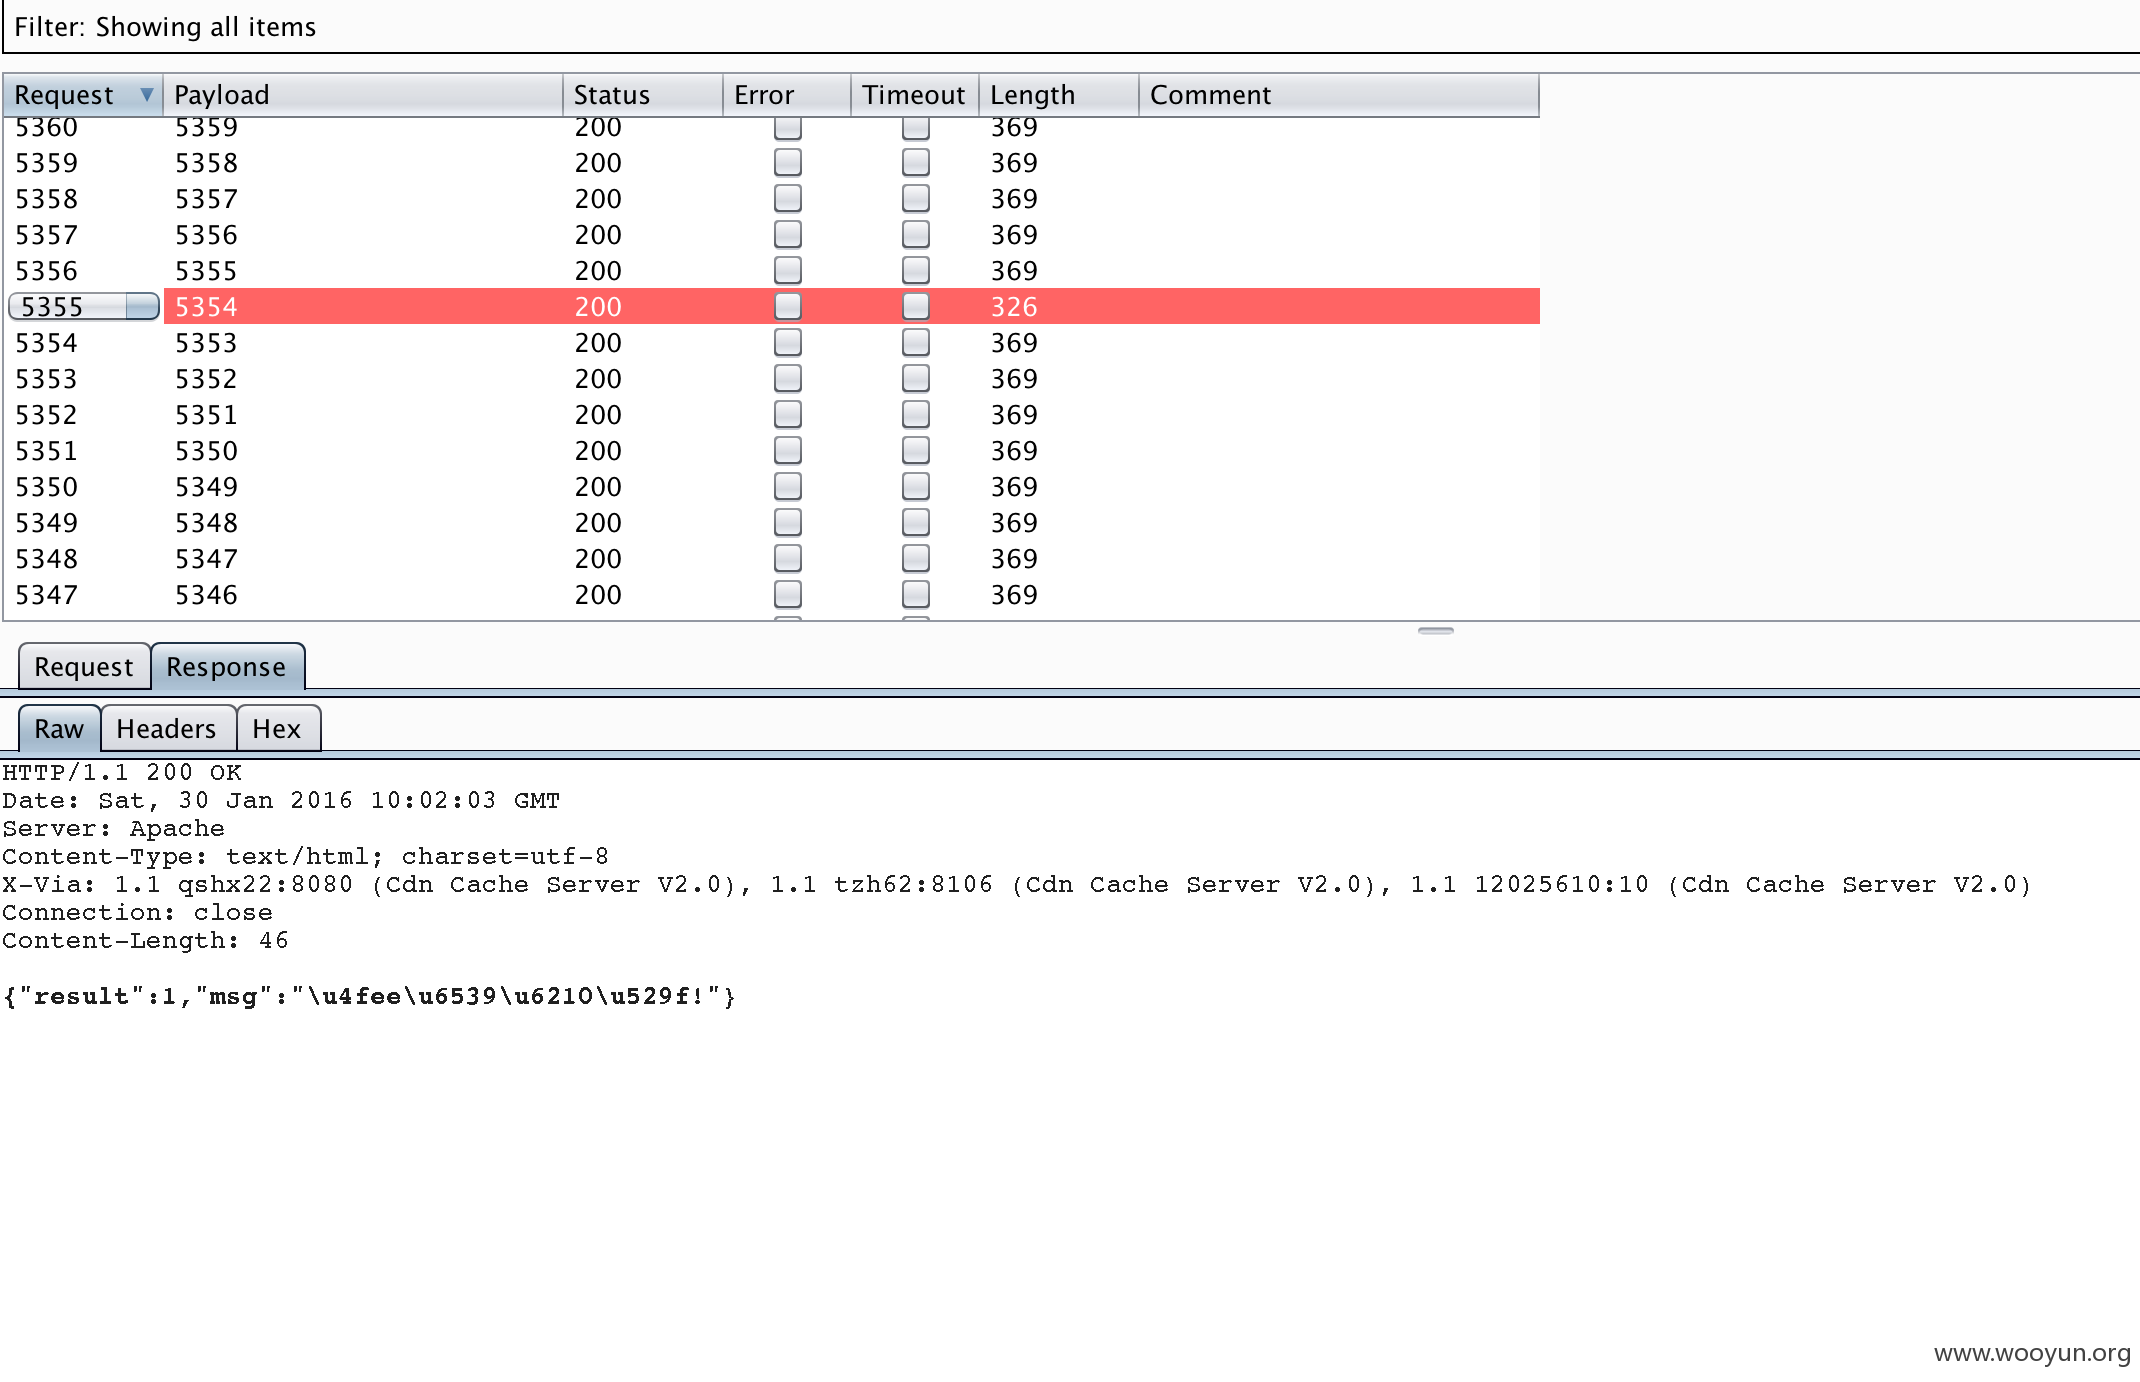 Filter: Showing all items
Request Payload Status Error Timeout Length Comment
5360 5359 200 369
5359 5358 200 369
5358 5357 200 369
5357 5356 200 369
5356 5355 200 369
5355 5354 200 326
5354 5353 200 369
5353 5352 200 369
5352 5351 200 369
5351 5350 200 369
5350 5349 200 369
5349 5348 200 369
5348 5347 200 369
5347 5346 200 369
Request Response
Raw Headers Hex
HTTP/1.1 200 OK
Date: Sat, 30 Jan 2016 10:02:03 GMT
Server: Apache
Content-Type: text/html; charset=utf-8
X-Via: 1.1 qshx22:8080 (Cdn Cache Server V2.0), 1.1 tzh62:8106 (Cdn Cache Server V2.0), 1.1 12025610:10 (Cdn Cache Server V2.0)
Connection: close
Content-Length: 46
{"result":1,"msg":"\u4fee\u6539\u6210\u529f!"}
www.wooyun.org